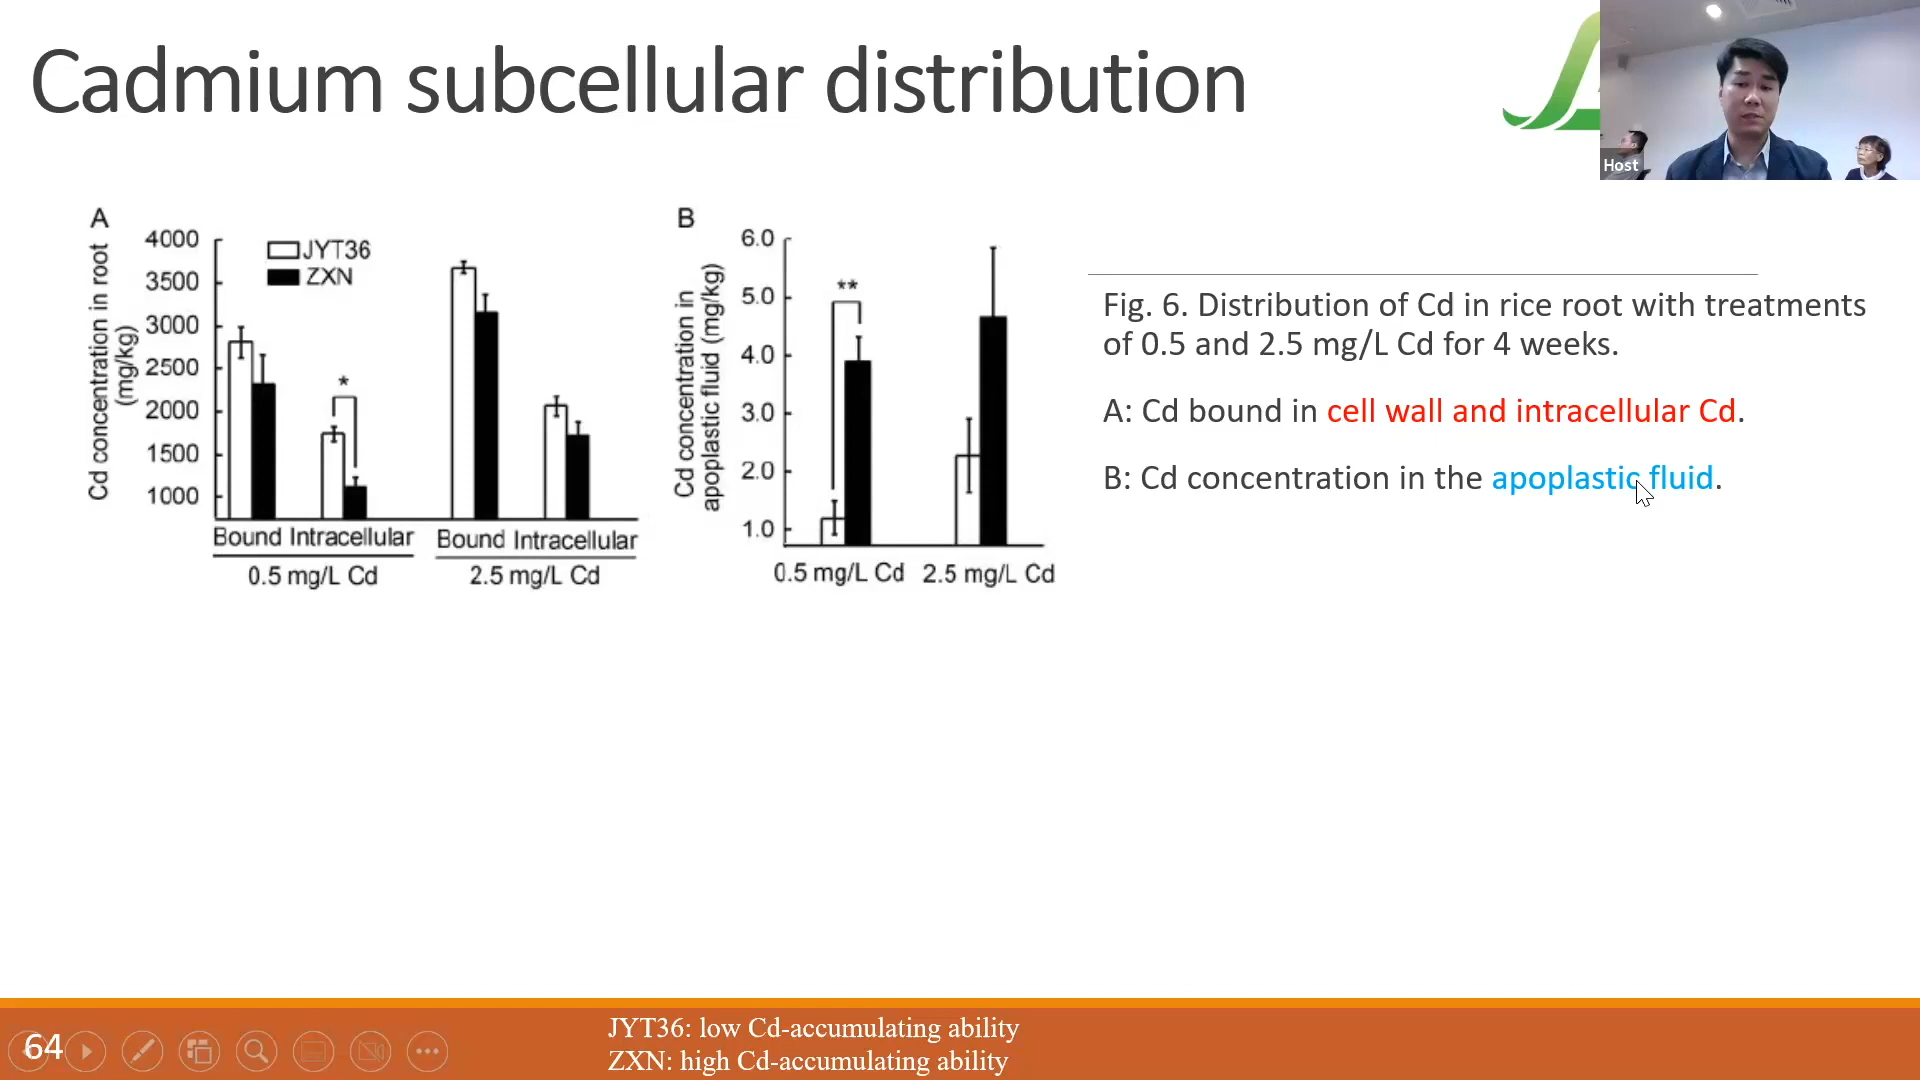 Cadmium subcellular distribution
Host
A
Cd concentration in root
(mg/kg)
4000
3500
3000
2500
2000
1500
1000
JYT36
ZXN
*
Bound Intracellular
Bound Intracellular
0.5 mg/L Cd
2.5 mg/L Cd
B
Cd concentration in
apoplastic fluid (mg/kg)
6.0
5.0
4.0
3.0
2.0
1.0
**
0.5 mg/L Cd
2.5 mg/L Cd
Fig. 6. Distribution of Cd in rice root with treatments
of 0.5 and 2.5 mg/L Cd for 4 weeks.
A: Cd bound in cell wall and intracellular Cd.
B: Cd concentration in the apoplastic fluid.
64
JYT36: low Cd-accumulating ability
ZXN: high Cd-accumulating ability